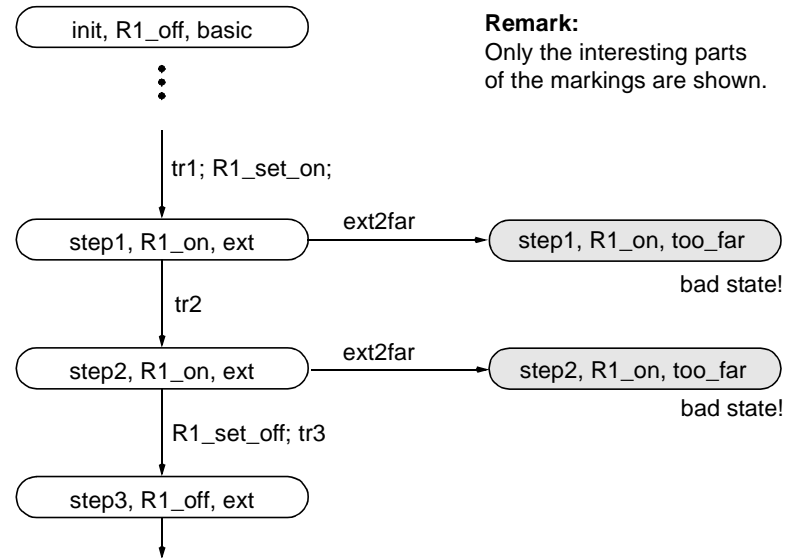 init, R1_off, basic
Remark:
Only the interesting parts
of the markings are shown.
tr1; R1_set_on;
step1, R1_on, ext
ext2far
step1, R1_on, too_far
bad state!
tr2
step2, R1_on, ext
ext2far
step2, R1_on, too_far
bad state!
R1_set_off; tr3
step3, R1_off, ext